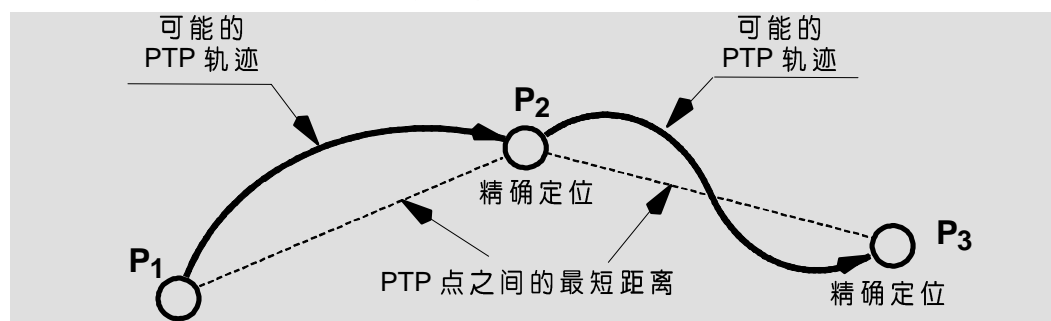 可能的
PTP 轨迹
可能的
PTP 轨迹
P2
精确定位
P1
P3
PTP 点之间的最短距离
精确定位